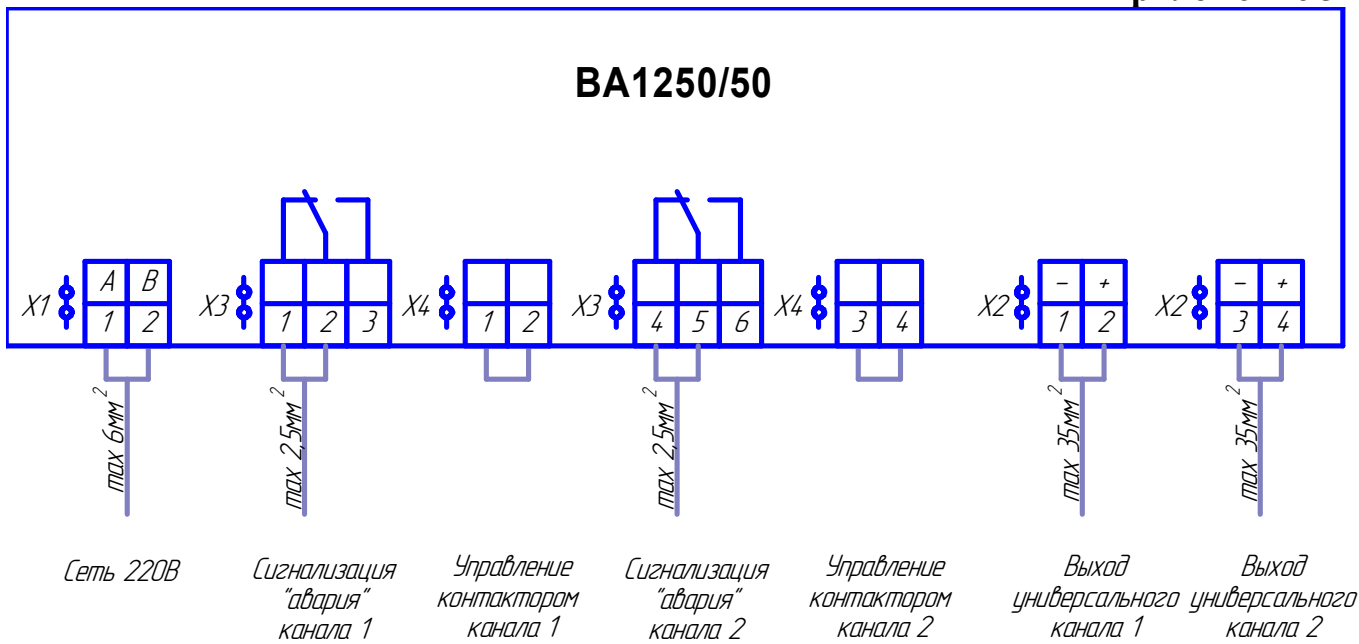 ВА1250/50
X1
A B
1 2
X3
1 2 3
X4
1 2
X3
4 5 6
X4
3 4
X2
- +
1 2
X2
- +
3 4
max 6мм²
max 2,5мм²
max 2,5мм²
max 35мм²
max 35мм²
Сеть 220В
Сигнализация
"авария"
канала 1
Управление
контактором
канала 1
Сигнализация
"авария"
канала 2
Управление
контактором
канала 2
Выход
универсального
канала 1
Выход
универсального
канала 2